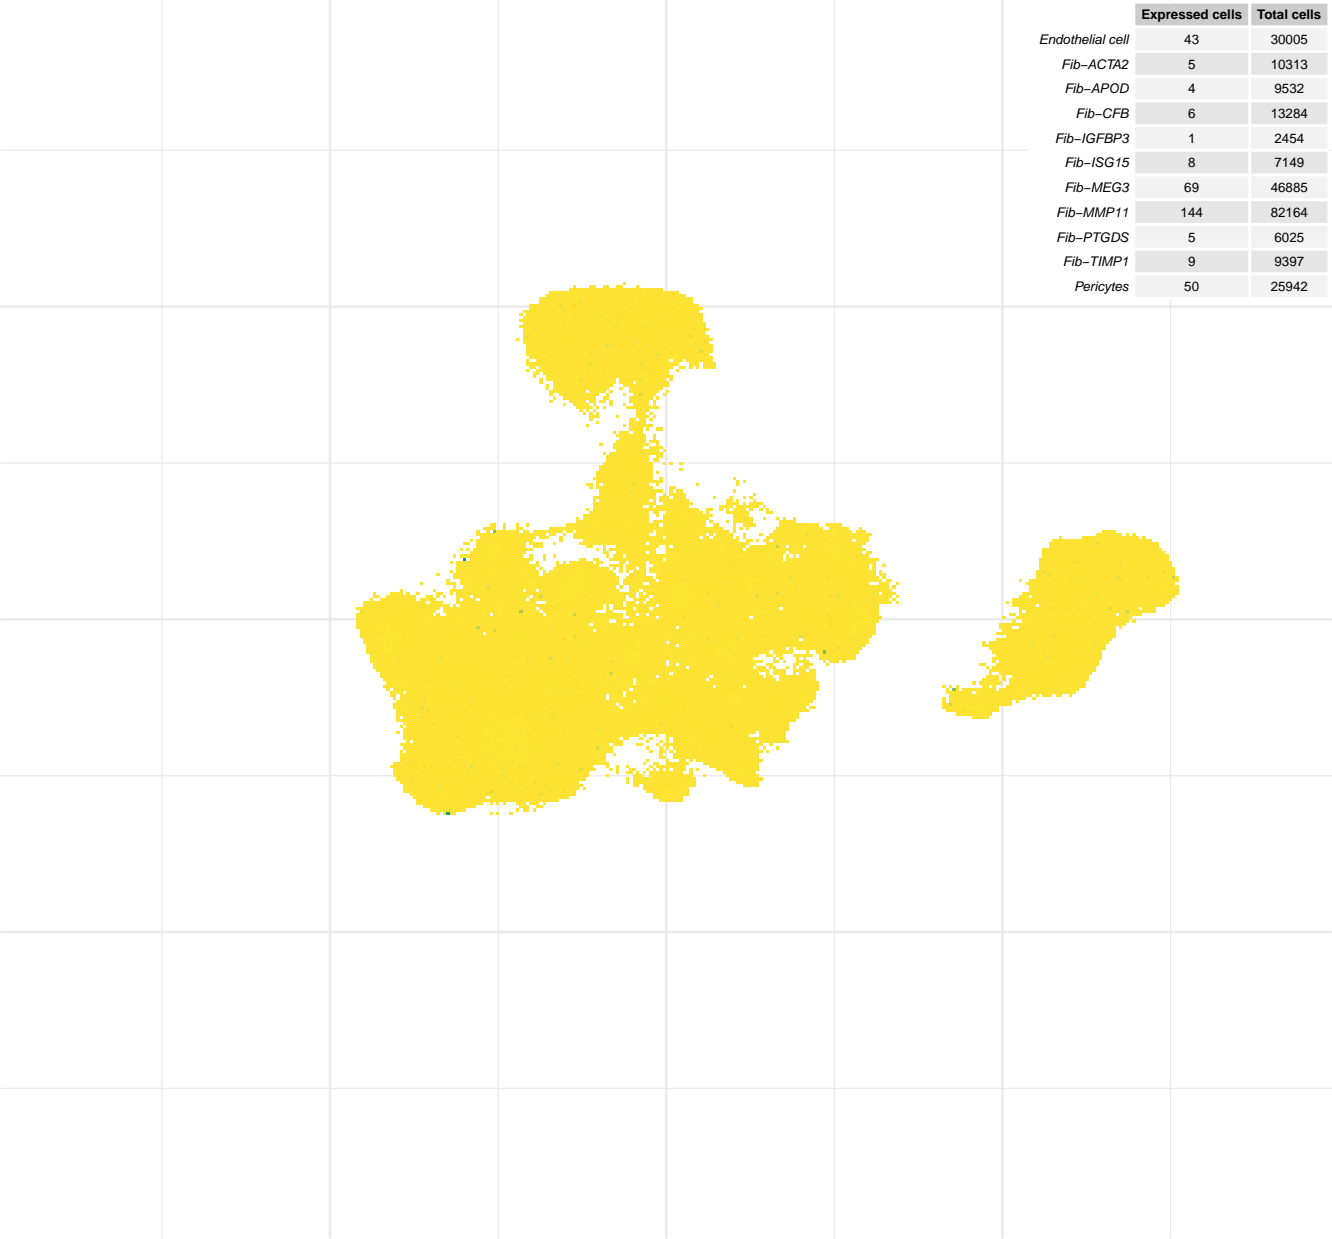 Expressed cells Total cells
Endothelial cell 43 30005
Fib−ACTA2 5 10313
Fib−APOD 4 9532
Fib−CFB 6 13284
Fib−IGFBP3 1 2454
Fib−ISG15 8 7149
Fib−MEG3 69 46885
Fib−MMP11 144 82164
Fib−PTGDS 5 6025
Fib−TIMP1 9 9397
Pericytes 50 25942